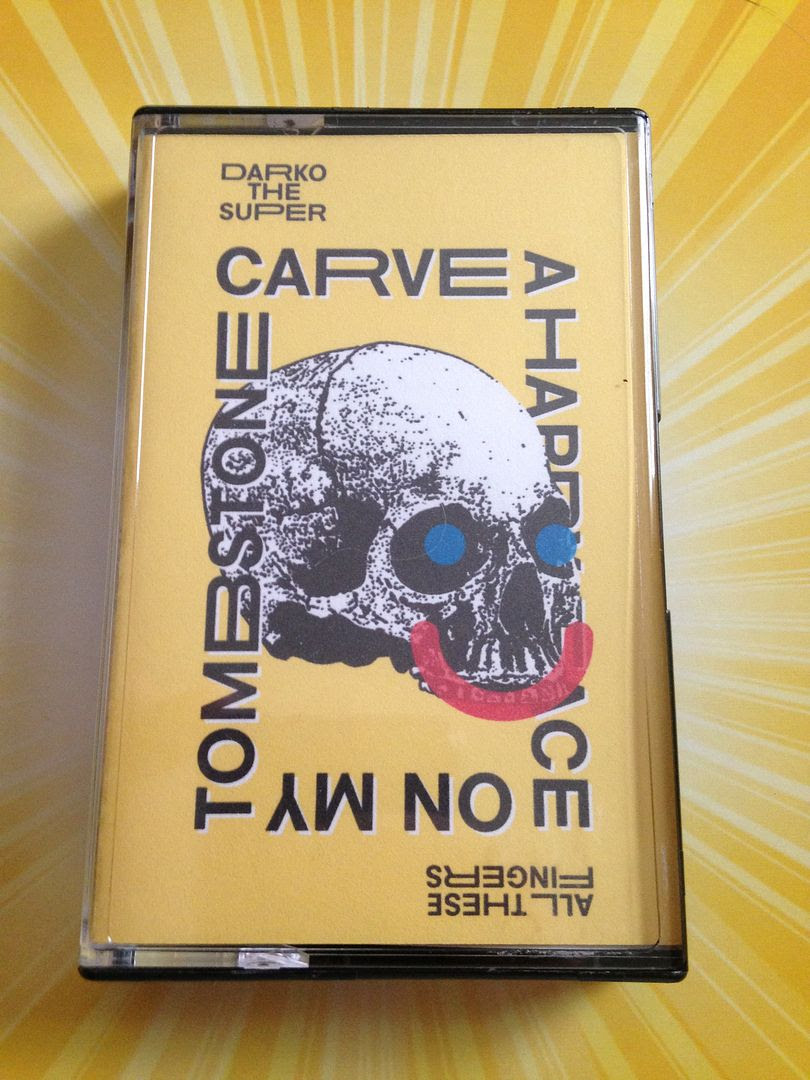 DARKO
THE
SUPER
CARVE
A HAPPY FACE
ON MY
TOMBSTONE
ALL THESE
FINGERS